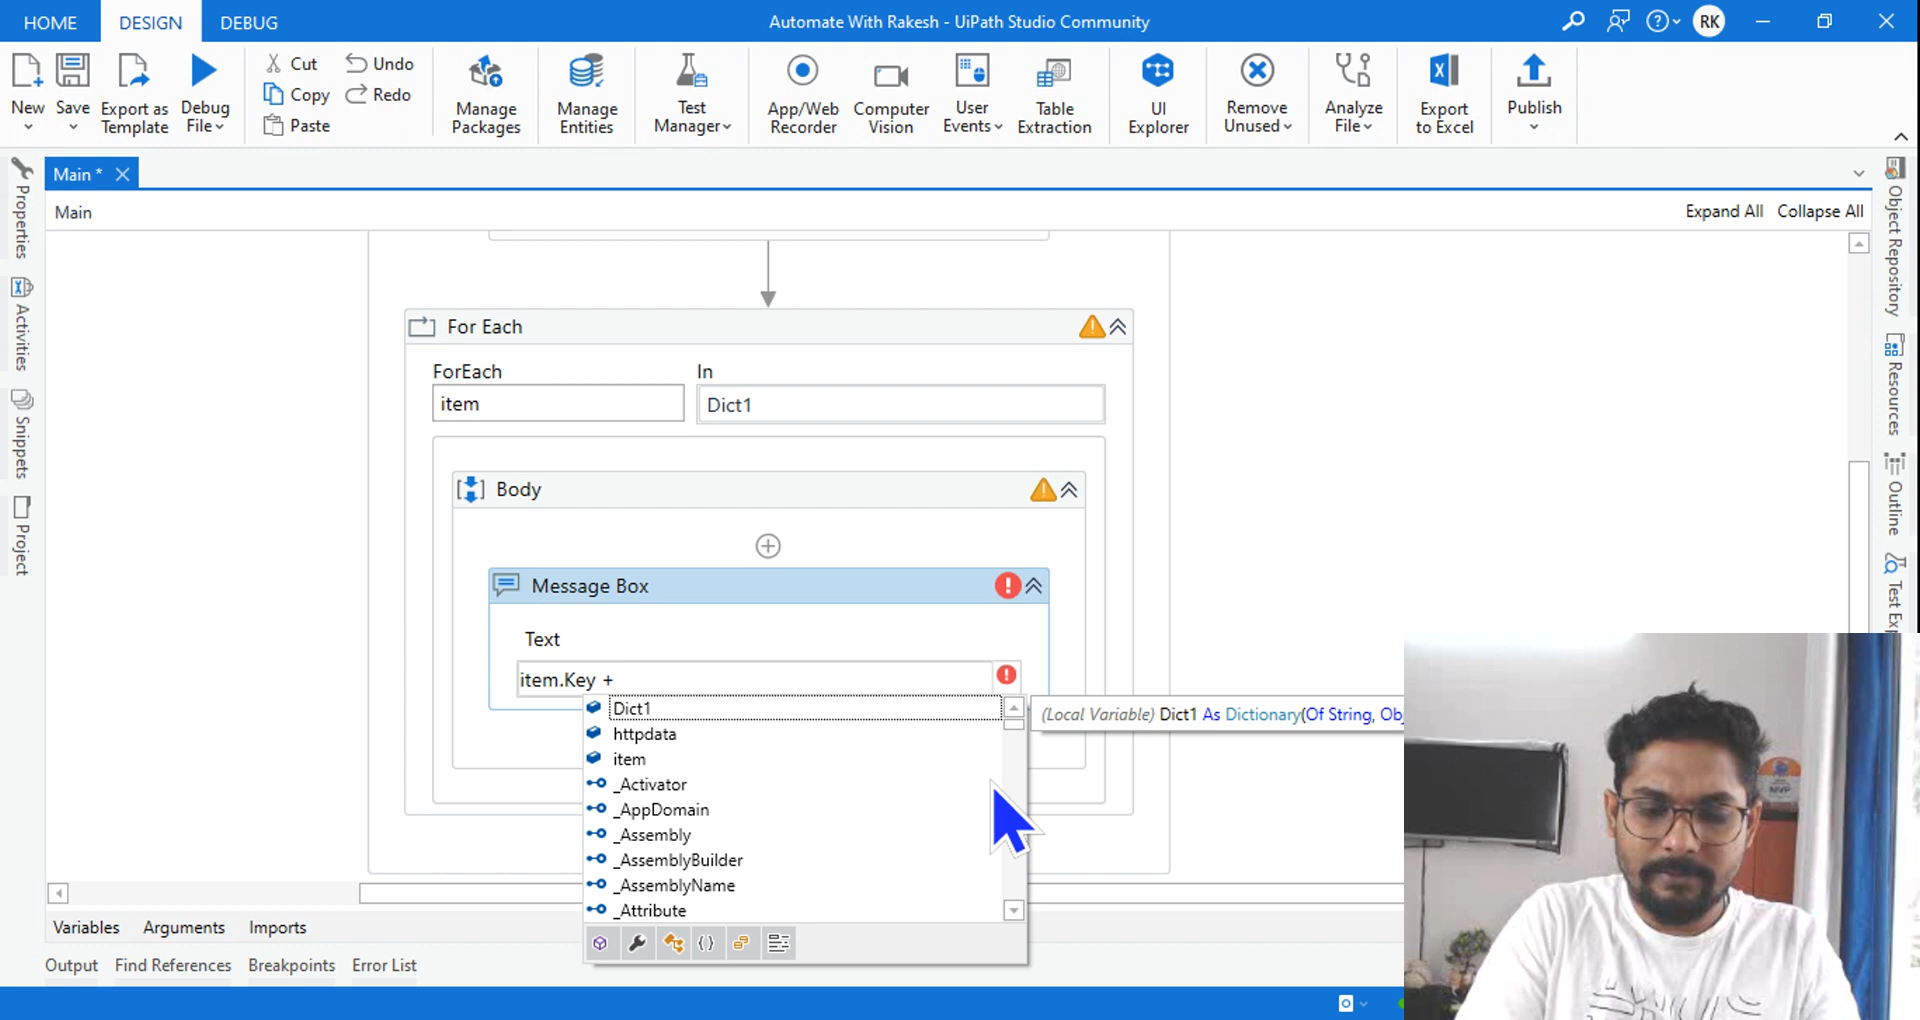 HOME DESIGN DEBUG Automate With Rakesh - UiPath Studio Community RK
New Save Export as Template Debug File Cut Copy Paste Undo Redo Manage Packages Manage Entities Test Manager App/Web Recorder Computer Vision User Events Table Extraction UI Explorer Remove Unused Analyze File Export to Excel Publish
Main *
Main Expand All Collapse All
Properties
Activities
Snippets
Project
Object Repository
Resources
Outline
For Each
ForEach In
item Dict1
Body
Message Box
Text
item.Key +
Dict1
(Local Variable) Dict1 As Dictionary(Of String,
httpdata
item
_Activator
_AppDomain
_Assembly
_AssemblyBuilder
_AssemblyName
_Attribute
Variables Arguments Imports
Output Find References Breakpoints Error List
MVP